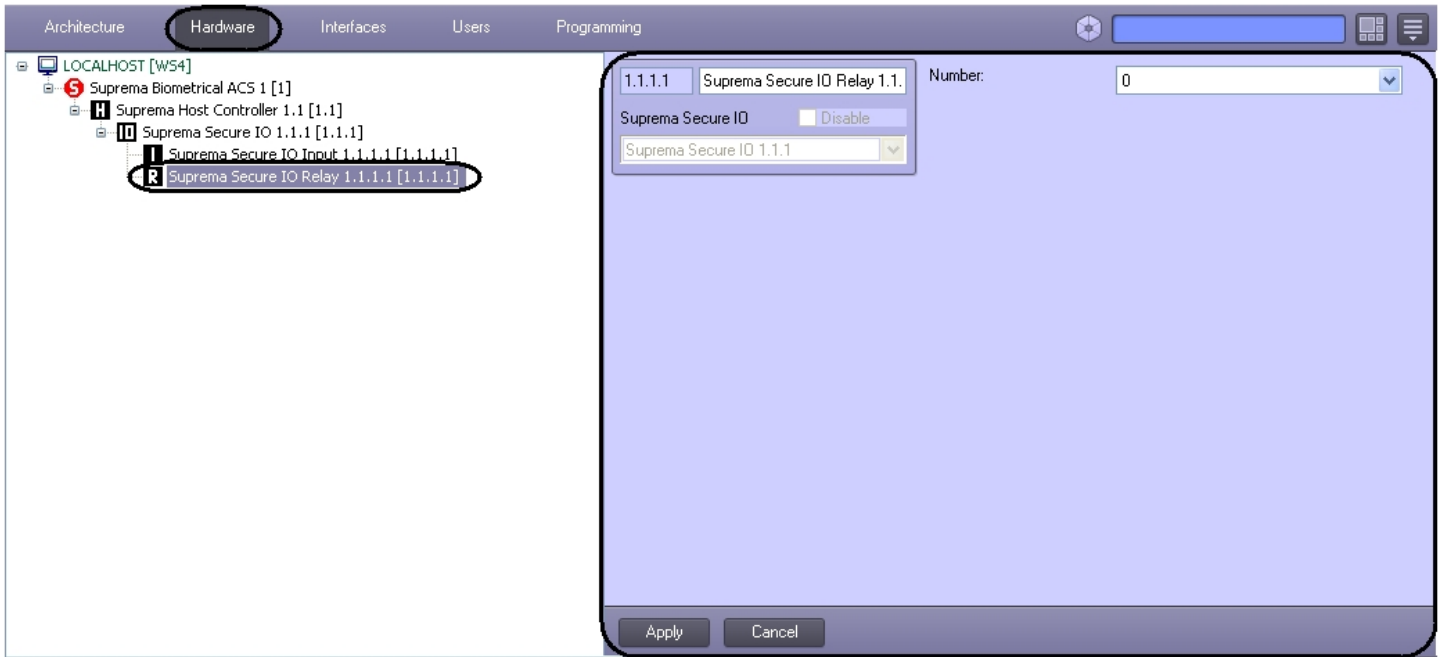 Architecture Hardware Interfaces Users Programming
LOCALHOST [WS4]
S Suprema Biometrical ACS 1 [1]
H Suprema Host Controller 1.1 [1.1]
IO Suprema Secure IO 1.1.1 [1.1.1]
I Suprema Secure IO Input 1.1.1.1 [1.1.1.1]
R Suprema Secure IO Relay 1.1.1.1 [1.1.1.1]
1.1.1.1 Suprema Secure IO Relay 1.1.
Suprema Secure IO Disable
Suprema Secure IO 1.1.1
Number: 0
Apply Cancel